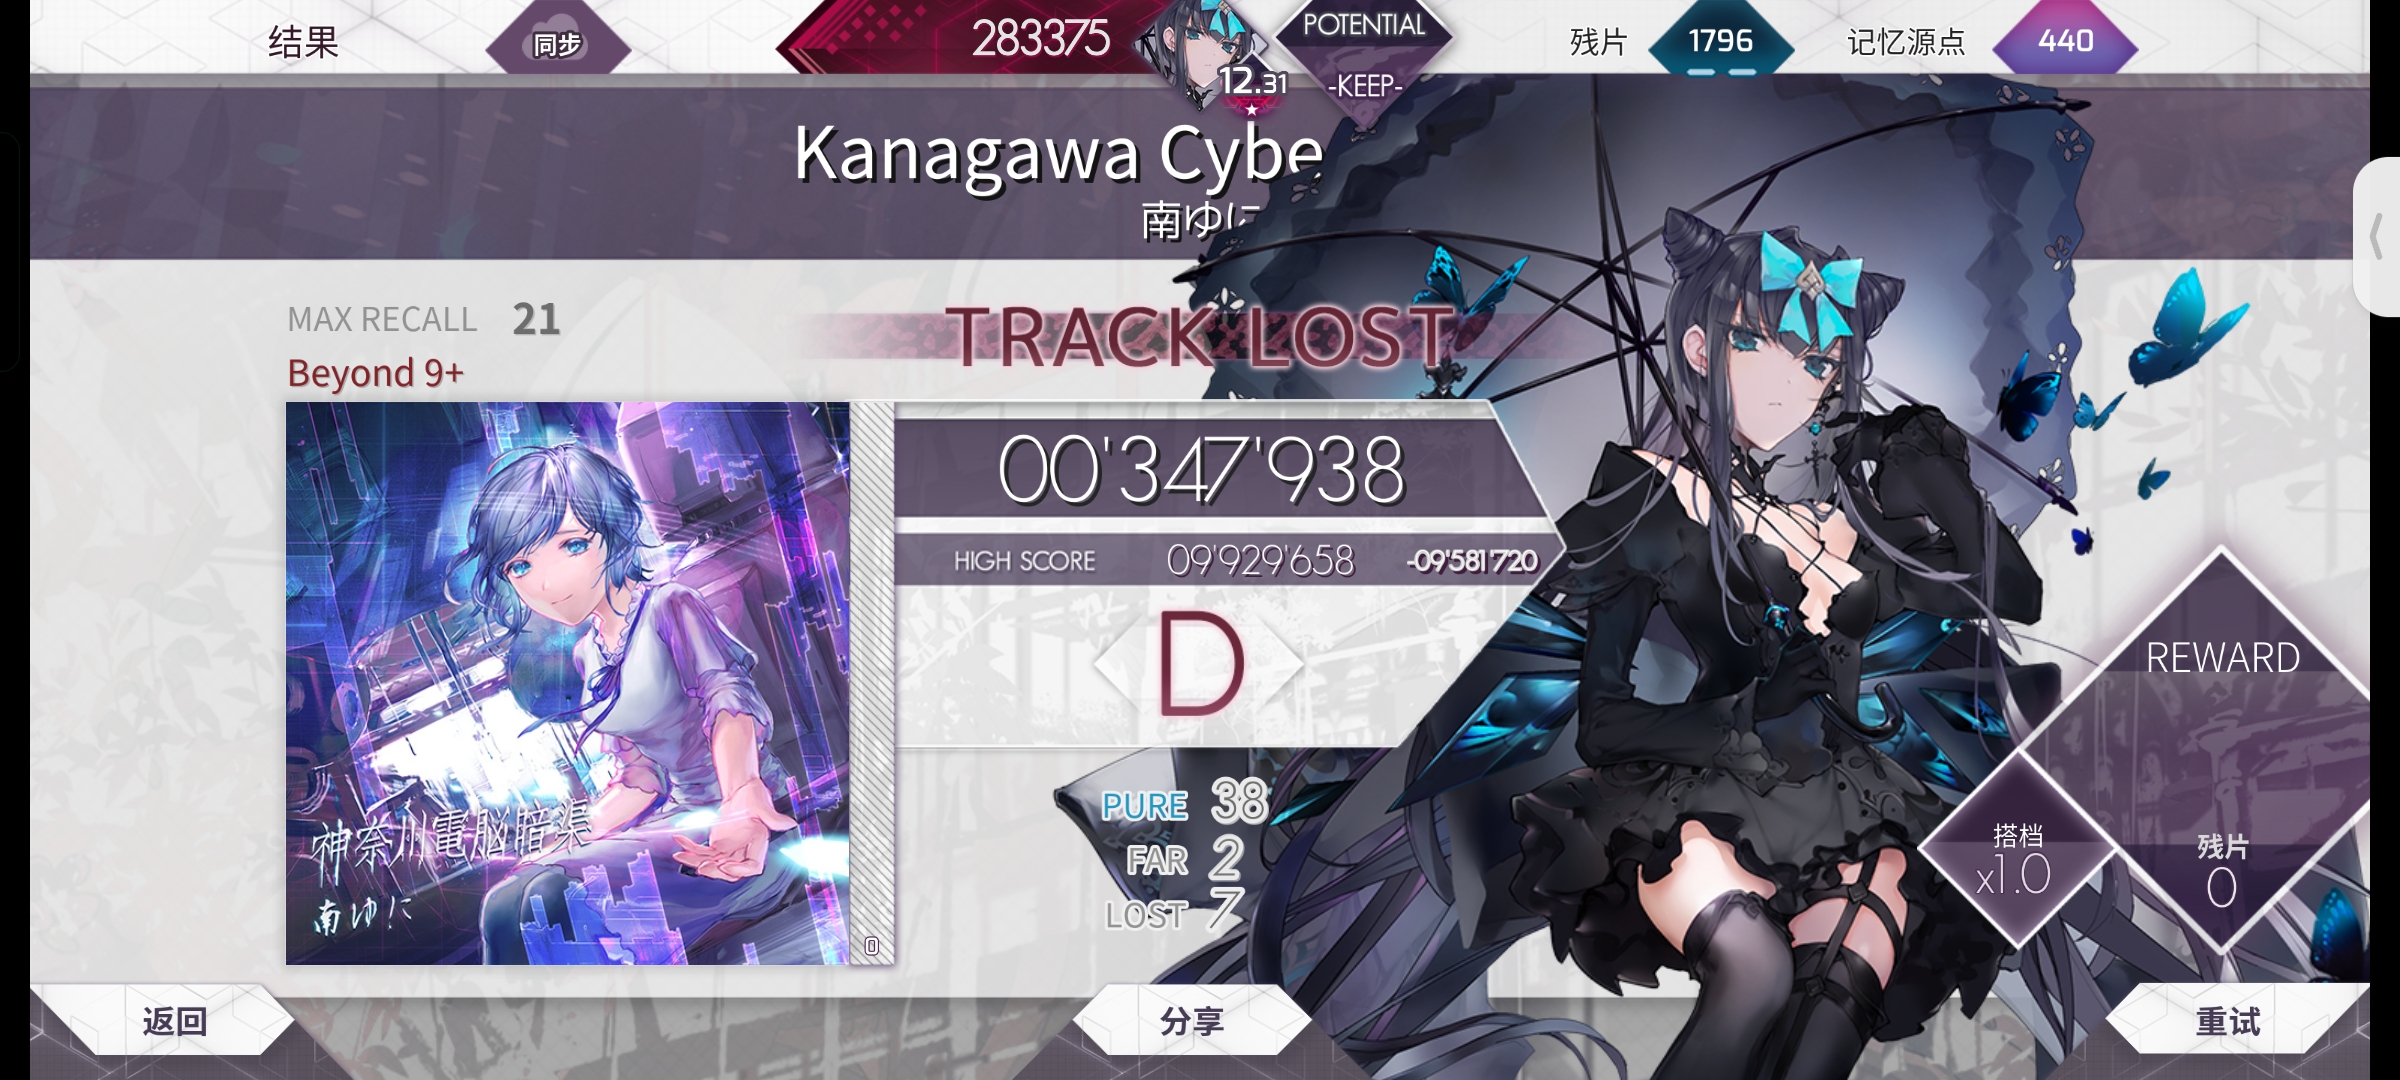 结果
同步
283375
12.31
POTENTIAL
-KEEP-
残片
1796
记忆源点
440
Kanagawa Cybe
南ゆに
MAX RECALL 21
Beyond 9+
TRACK LOST
00'347'938
HIGH SCORE 09'929'658 -09'581'720
D
PURE 38
FAR 2
LOST 7
神奈川電脳暗渠
南ゆに
0
REWARD
搭档
x1.0
残片
0
返回
分享
重试